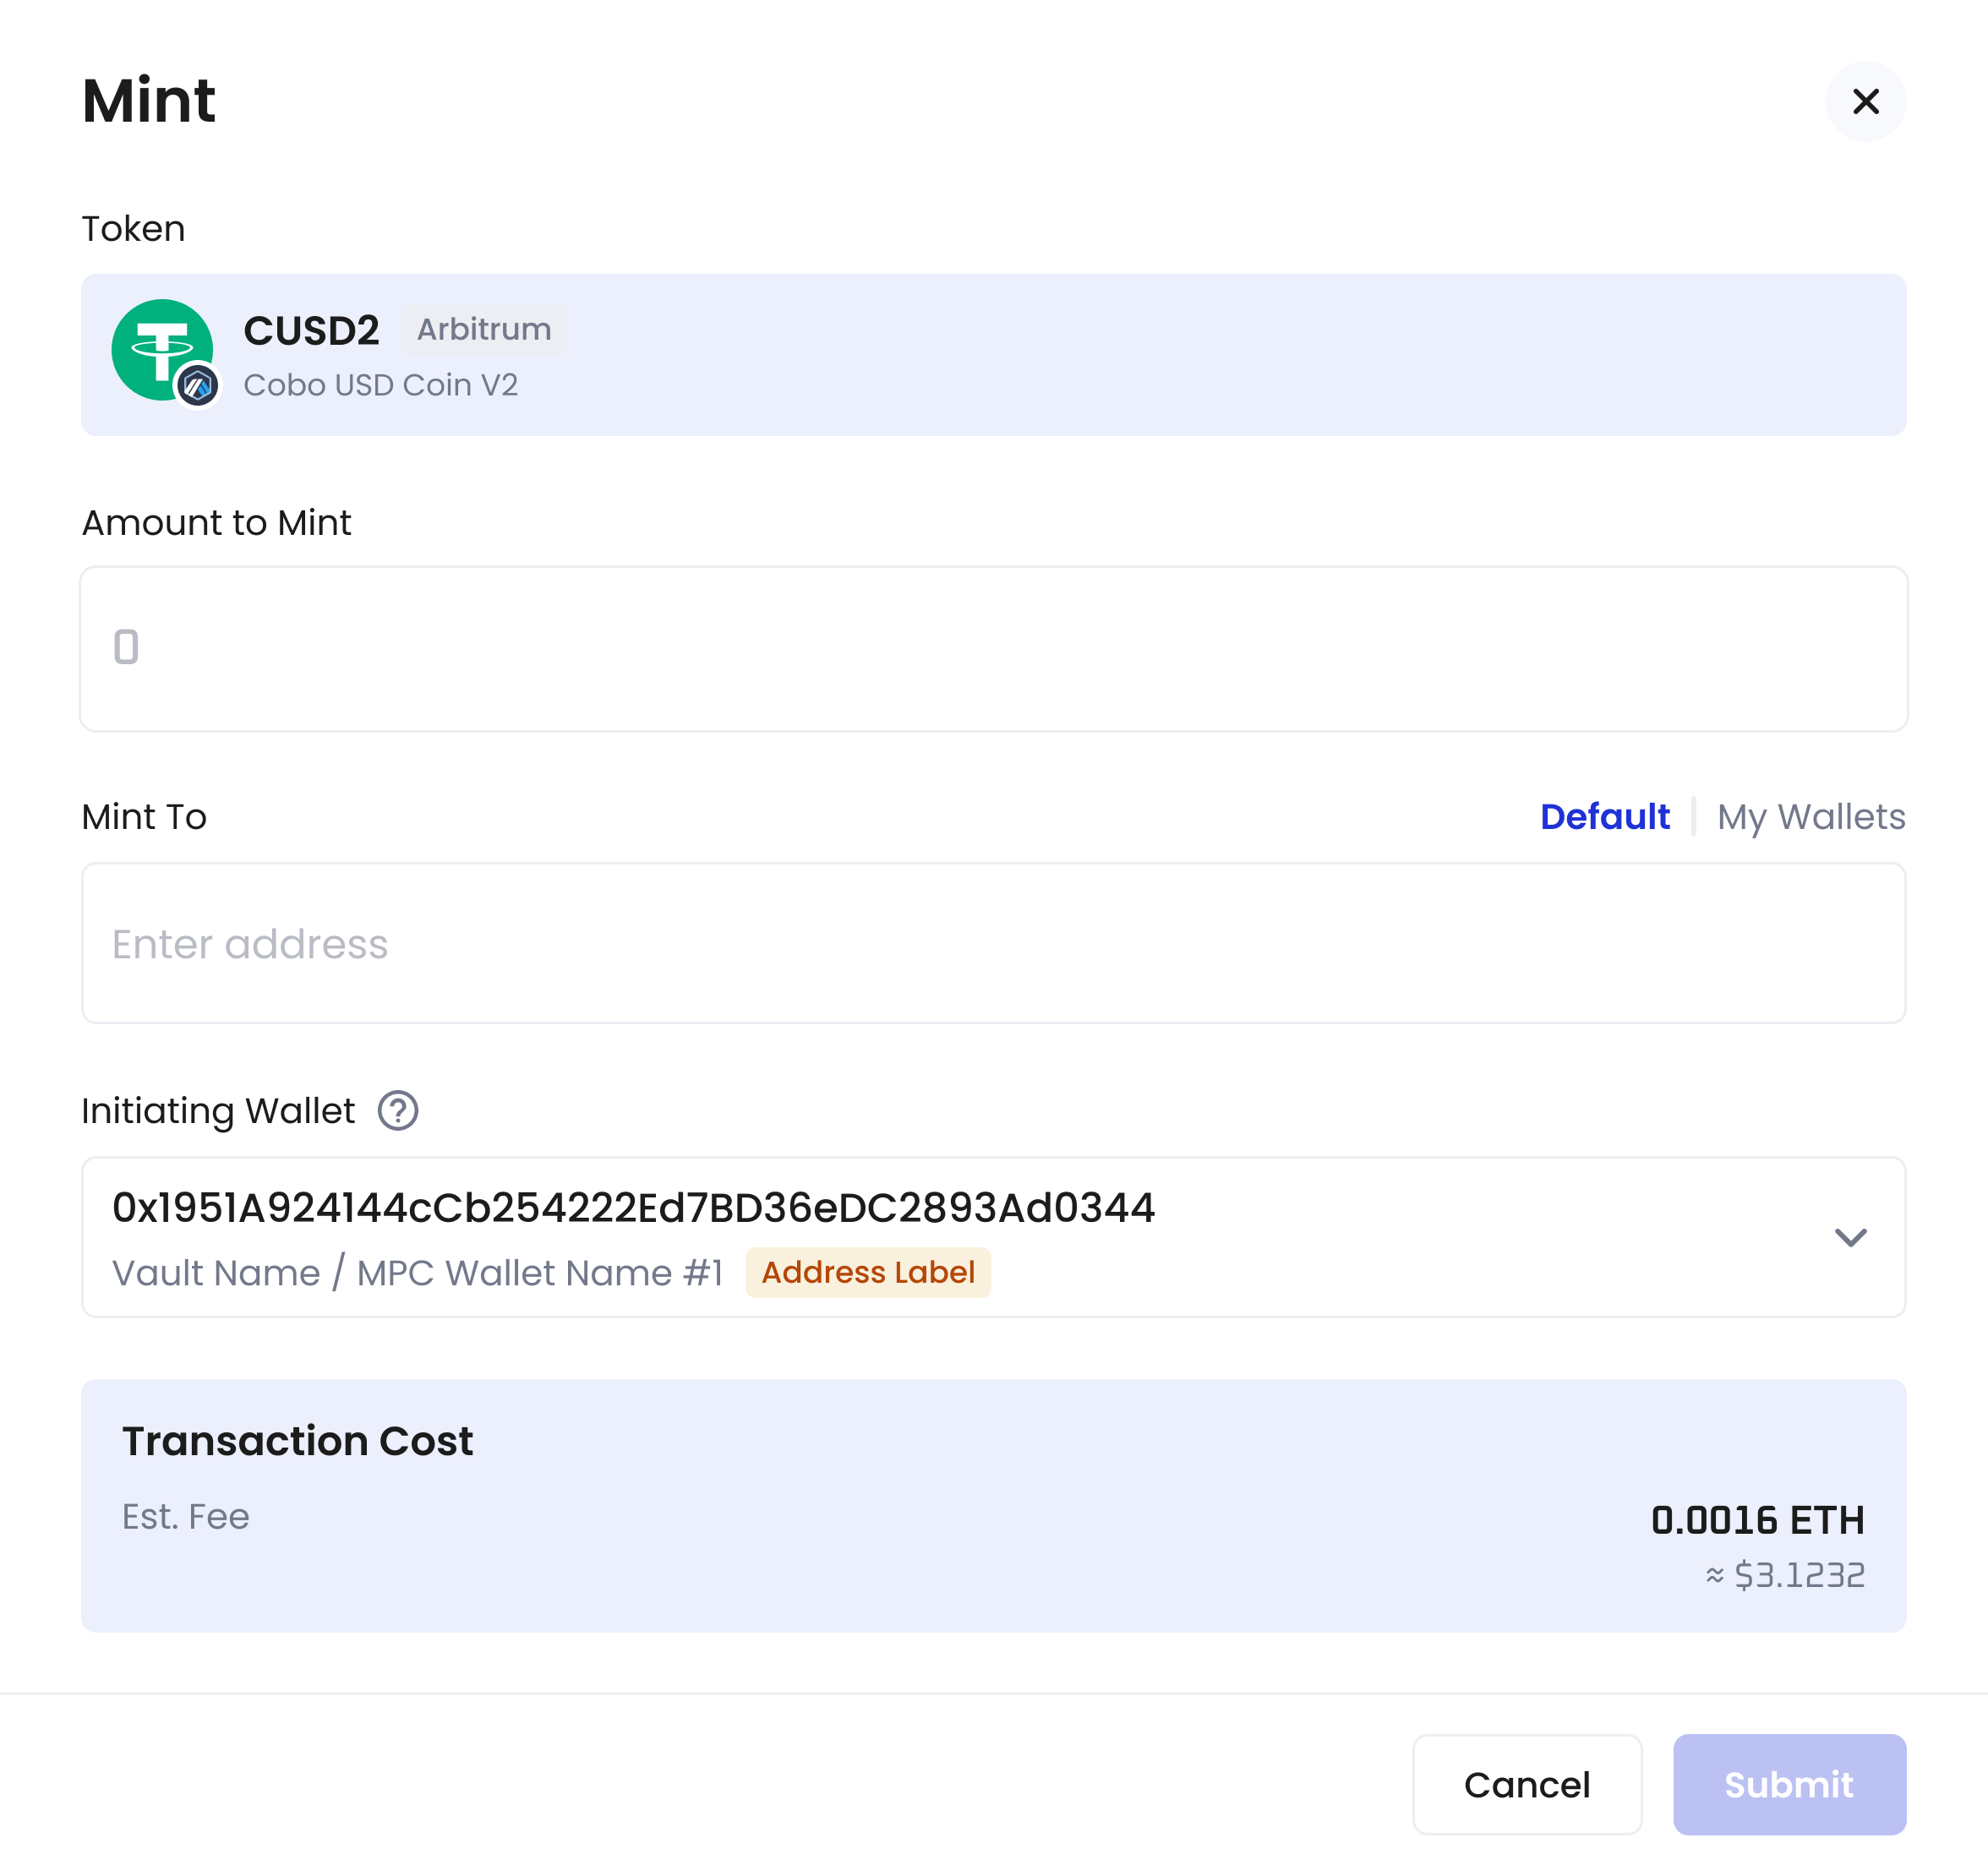 Mint
Token
CUSD2 Arbitrum
Cobo USD Coin V2
Amount to Mint
0
Mint To Default My Wallets
Enter address
Initiating Wallet ?
0x1951A924144cCb254222Ed7BD36eDC2893Ad0344
Vault Name / MPC Wallet Name #1 Address Label
Transaction Cost
Est. Fee 0.0016 ETH
≈ $3.1232
Cancel Submit